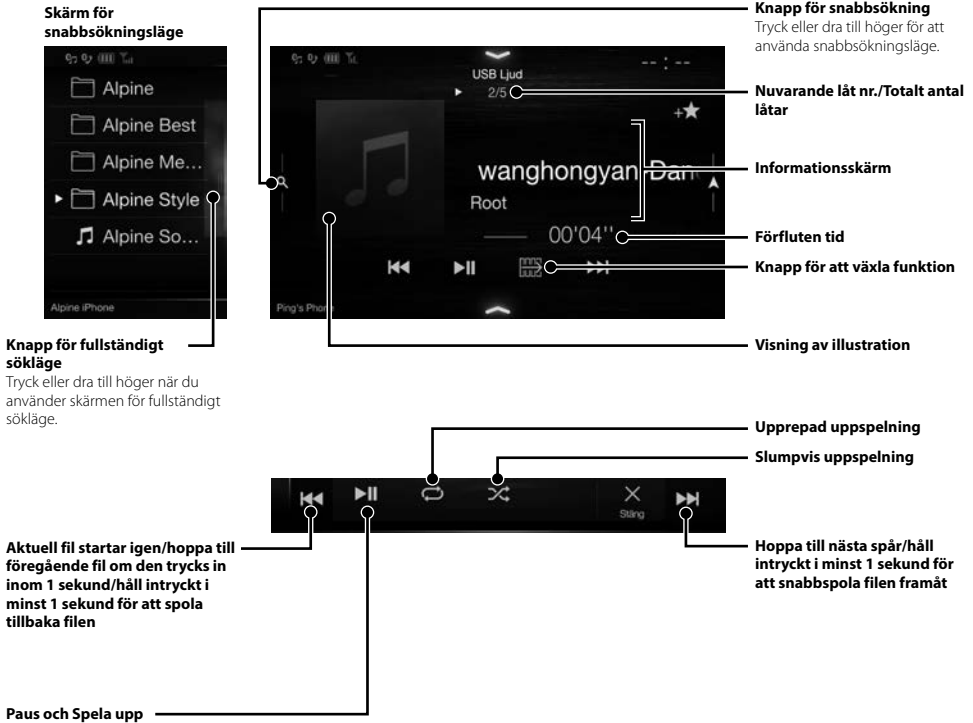 Skärm för
snabbsökningsläge
Alpine
Alpine Best
Alpine Me...
Alpine Style
Alpine So...
Alpine iPhone
Knapp för fullständigt
sökläge
Tryck eller dra till höger när du
använder skärmen för fullständigt
sökläge.
USB Ljud
-- : --
2/5
wanghongyan-Dan
Root
00'04''
Ping's Phone
Knapp för snabbsökning
Tryck eller dra till höger för att
använda snabbsökningsläge.
Nuvarande låt nr./Totalt antal
låtar
Informationsskärm
Förfluten tid
Knapp för att växla funktion
Visning av illustration
Upprepad uppspelning
Slumpvis uppspelning
Stäng
Aktuell fil startar igen/hoppa till
föregående fil om den trycks in
inom 1 sekund/håll intryckt i
minst 1 sekund för att spola
tillbaka filen
Hoppa till nästa spår/håll
intryckt i minst 1 sekund för
att snabbspola filen framåt
Paus och Spela upp